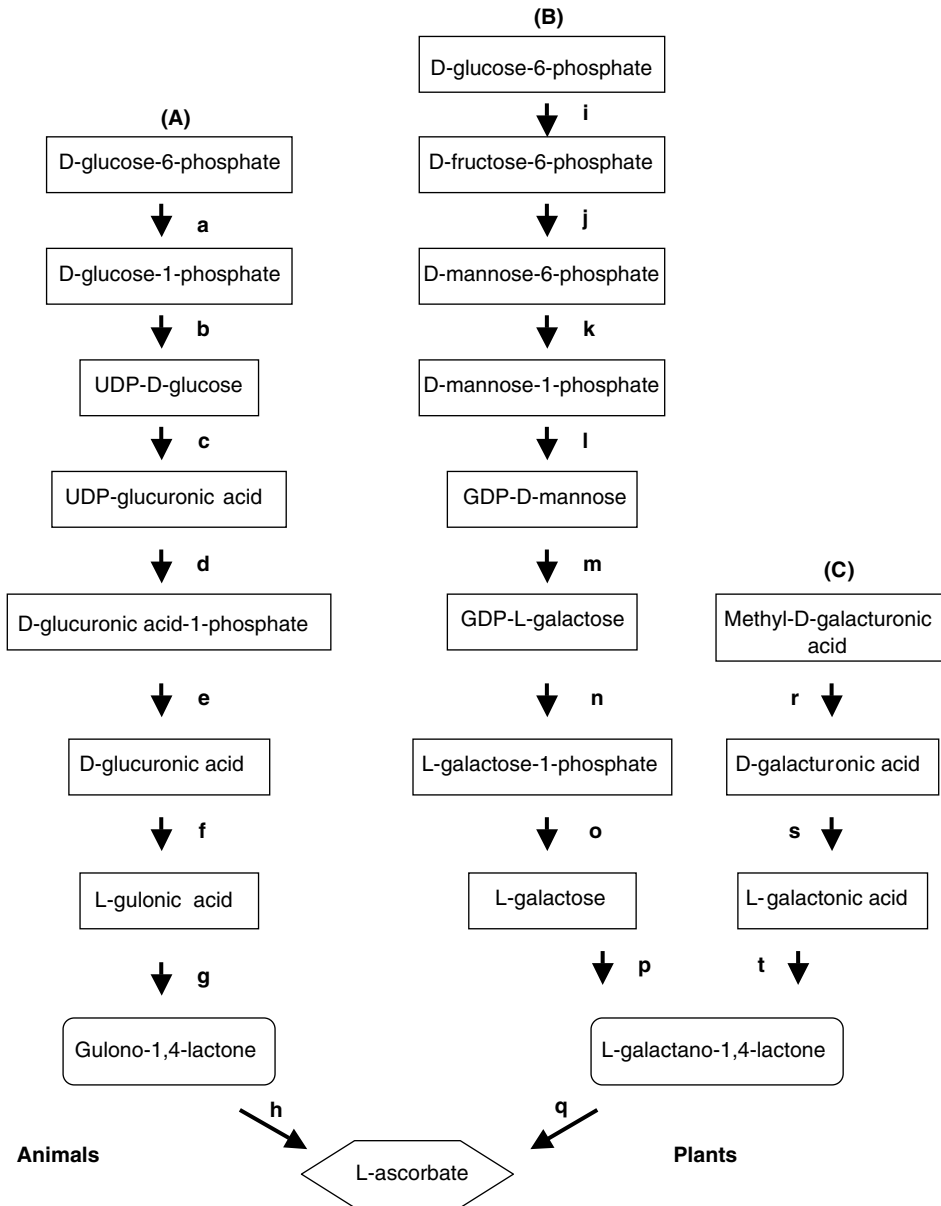 (A)
D-glucose-6-phosphate
a
D-glucose-1-phosphate
b
UDP-D-glucose
c
UDP-glucuronic acid
d
D-glucuronic acid-1-phosphate
e
D-glucuronic acid
f
L-gulonic acid
g
Gulono-1,4-lactone
h
Animals
(B)
D-glucose-6-phosphate
i
D-fructose-6-phosphate
j
D-mannose-6-phosphate
k
D-mannose-1-phosphate
l
GDP-D-mannose
m
GDP-L-galactose
n
L-galactose-1-phosphate
o
L-galactose
p
(C)
Methyl-D-galacturonic
acid
r
D-galacturonic acid
s
L-galactonic acid
t
L-galactano-1,4-lactone
q
Plants
L-ascorbate